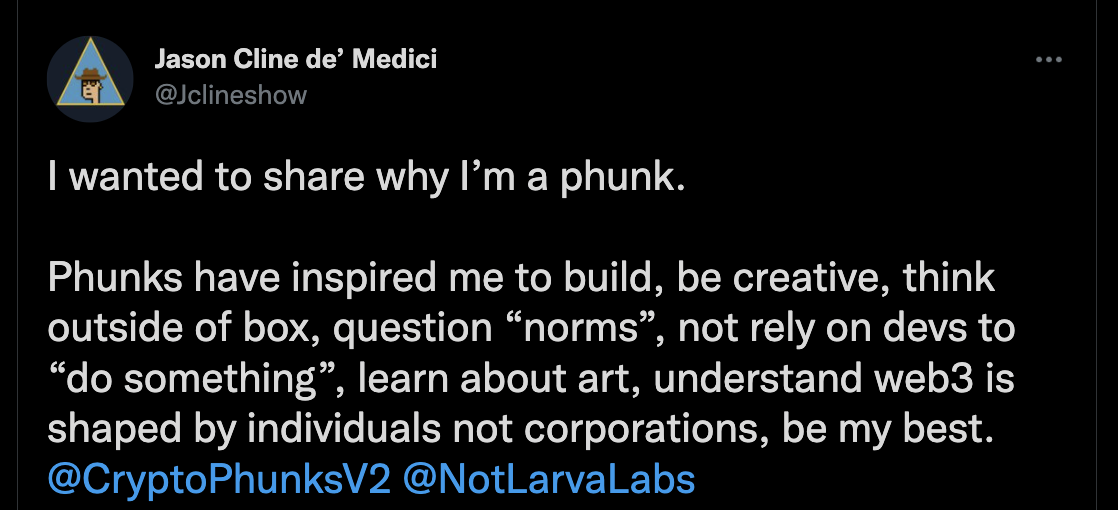 Jason Cline de’ Medici
@Jclineshow
I wanted to share why I’m a phunk.
Phunks have inspired me to build, be creative, think
outside of box, question “norms”, not rely on devs to
“do something”, learn about art, understand web3 is
shaped by individuals not corporations, be my best.
@CryptoPhunksV2 @NotLarvaLabs